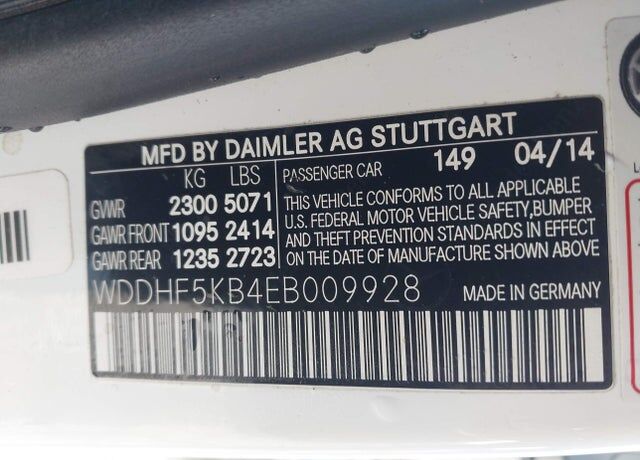 MFD BY DAIMLER AG STUTTGART
KG LBS
GVWR 2300 5071
GAWR FRONT 1095 2414
GAWR REAR 1235 2723
PASSENGER CAR 149 04/14
THIS VEHICLE CONFORMS TO ALL APPLICABLE
U.S. FEDERAL MOTOR VEHICLE SAFETY, BUMPER
AND THEFT PREVENTION STANDARDS IN EFFECT
ON THE DATE OF MANUFACTURE SHOWN ABOVE
WDDHF5KB4EB009928 MADE IN GERMANY